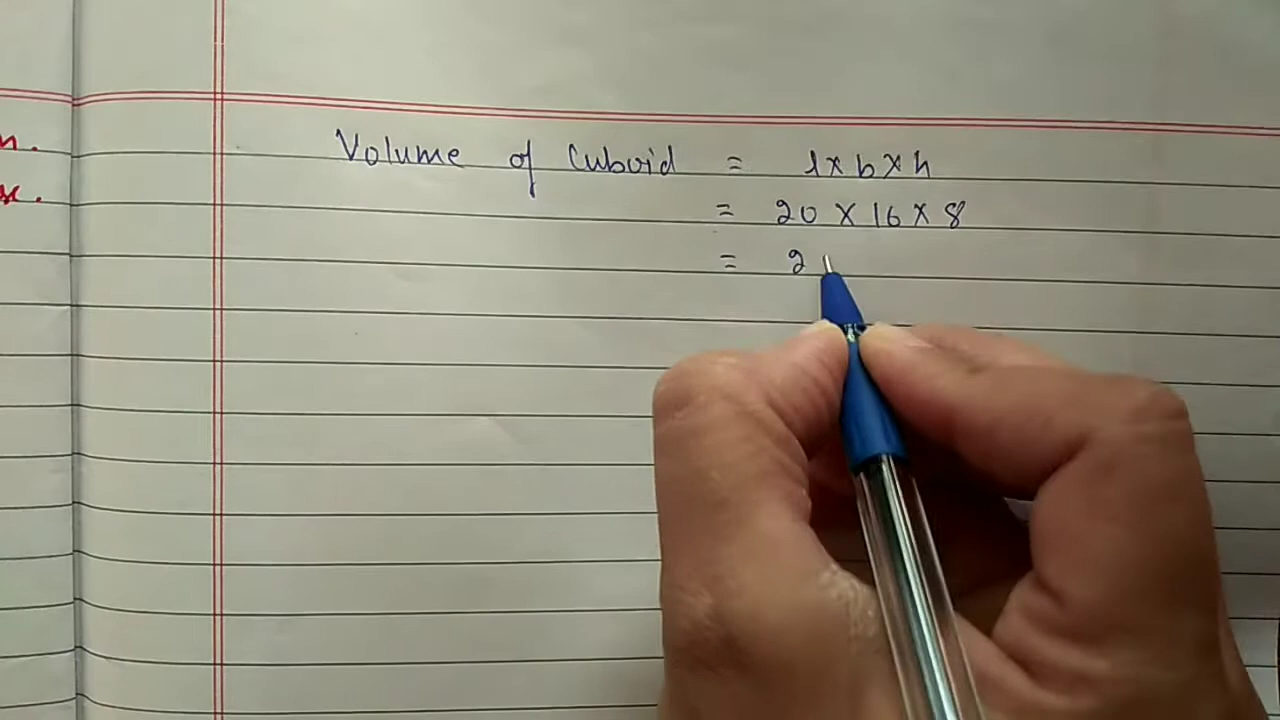 n.
Volume of Cuboid = l×b×h
x.
= 20 × 16 × 8
= 2